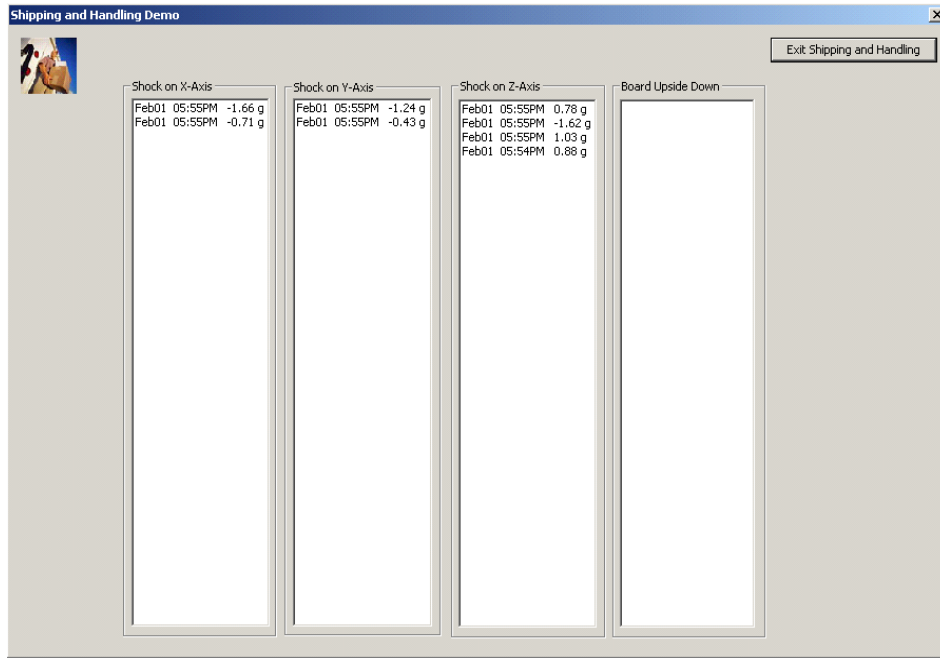 Shipping and Handling Demo
Exit Shipping and Handling
Shock on X-Axis
Feb01 05:55PM -1.66 g
Feb01 05:55PM -0.71 g
Shock on Y-Axis
Feb01 05:55PM -1.24 g
Feb01 05:55PM -0.43 g
Shock on Z-Axis
Feb01 05:55PM 0.78 g
Feb01 05:55PM -1.62 g
Feb01 05:55PM 1.03 g
Feb01 05:54PM 0.88 g
Board Upside Down